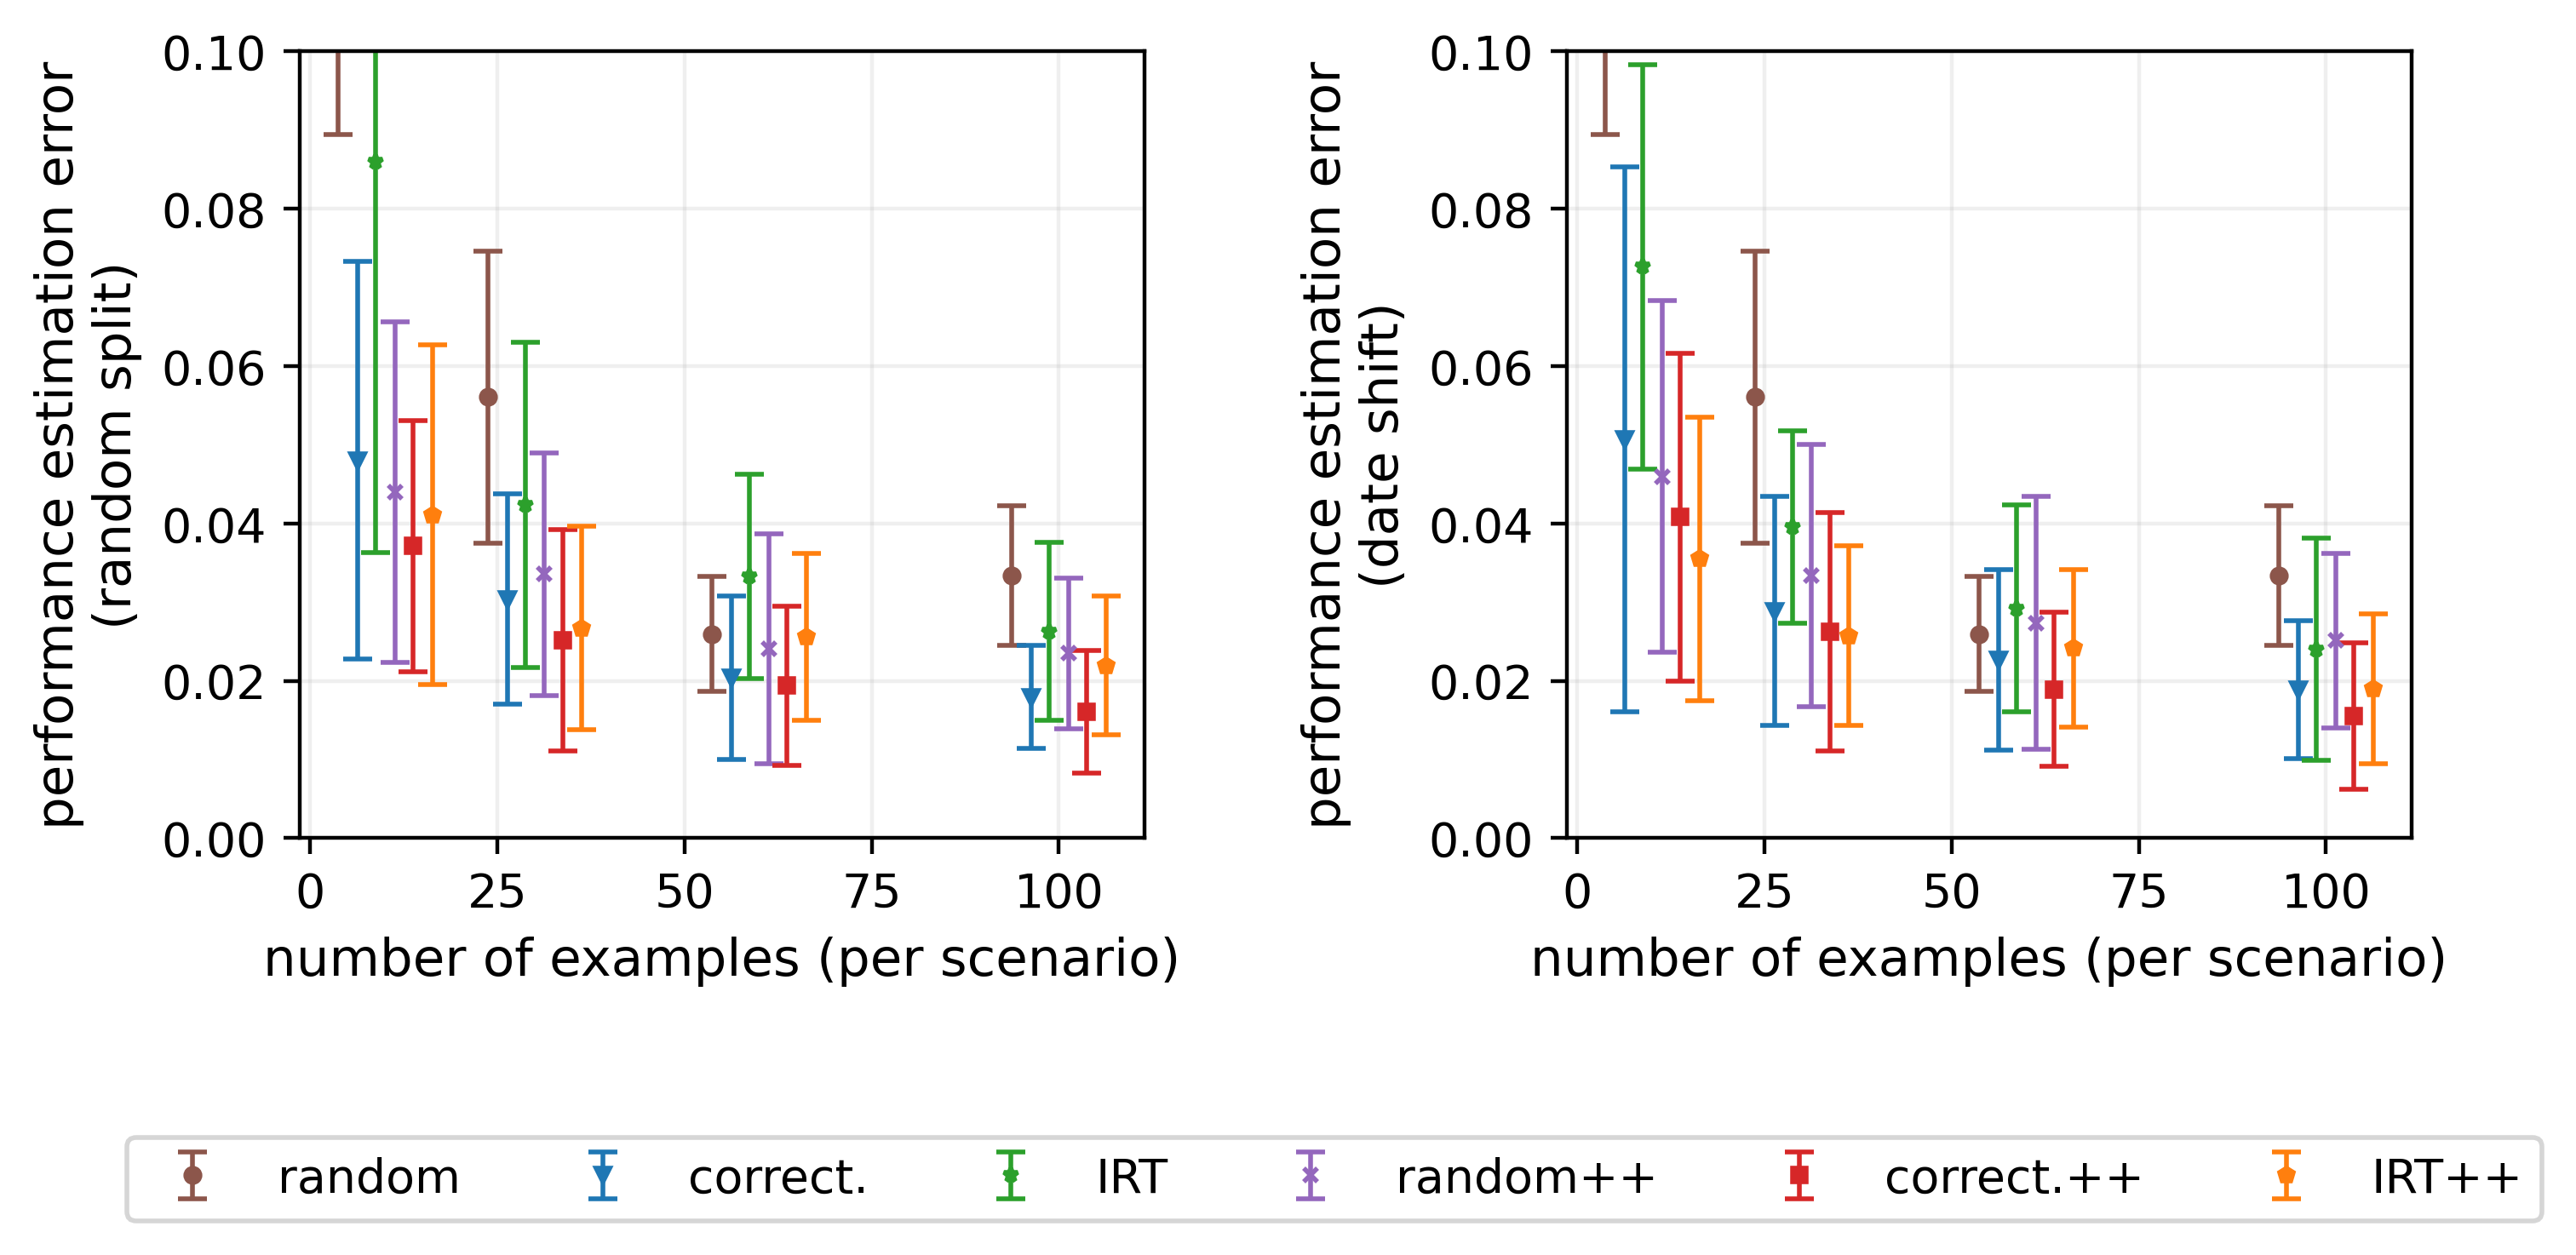 performance estimation error
(random split)
0.10
0.08
0.06
0.04
0.02
0.00
0 25 50 75 100
number of examples (per scenario)
performance estimation error
(date shift)
0.10
0.08
0.06
0.04
0.02
0.00
0 25 50 75 100
number of examples (per scenario)
random correct. IRT random++ correct.++ IRT++